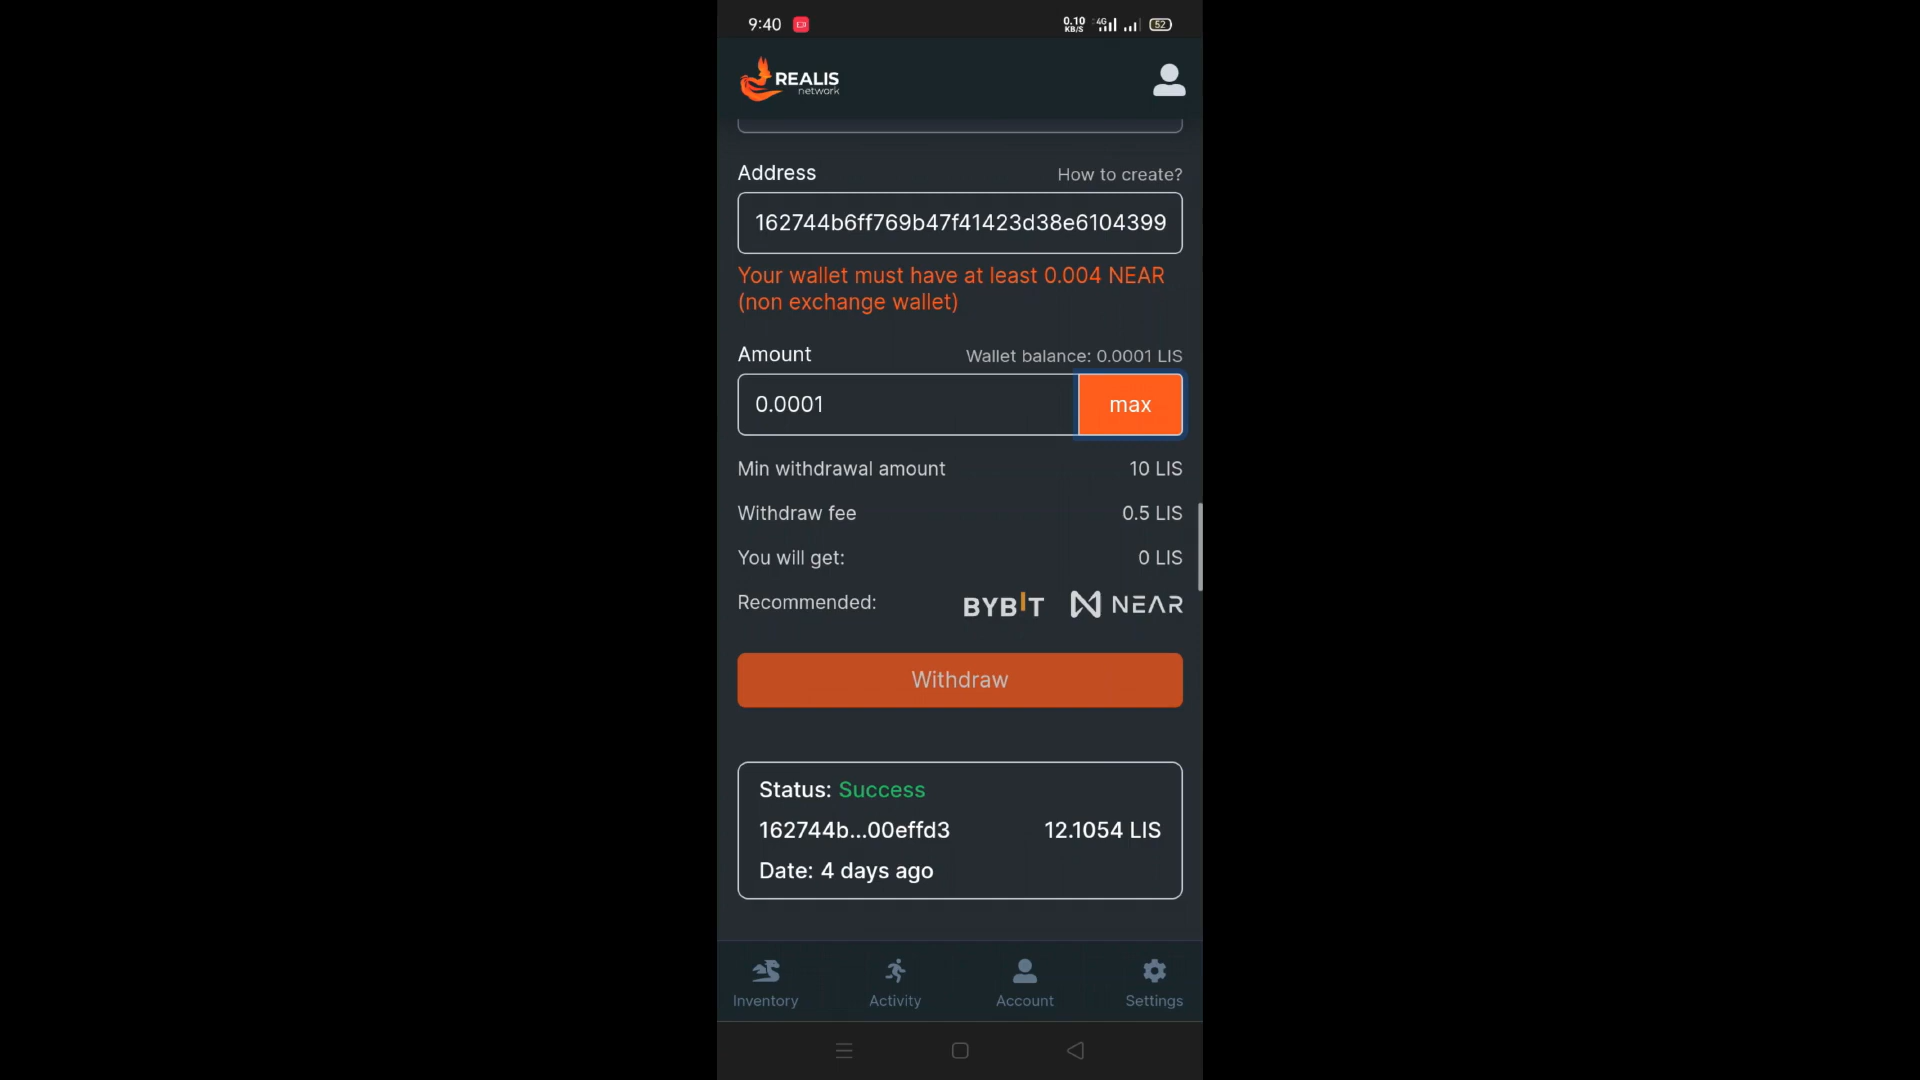 9:40
0.10 KB/S 4G 52
REALIS
network
Address How to create?
162744b6ff769b47f41423d38e6104399
Your wallet must have at least 0.004 NEAR
(non exchange wallet)
Amount Wallet balance: 0.0001 LIS
0.0001 max
Min withdrawal amount 10 LIS
Withdraw fee 0.5 LIS
You will get: 0 LIS
Recommended: BYBIT NEAR
Withdraw
Status: Success
162744b...00effd3 12.1054 LIS
Date: 4 days ago
Inventory Activity Account Settings